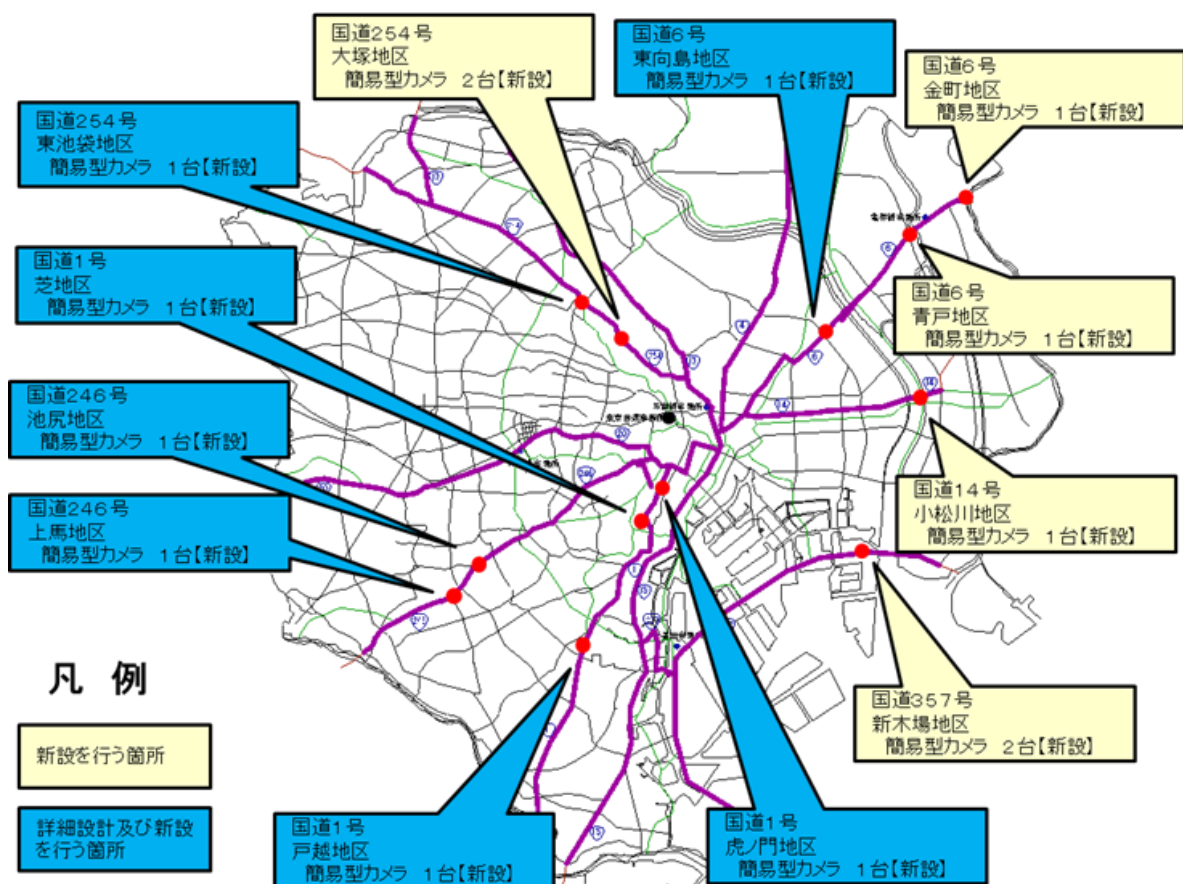 国道254号
大塚地区
簡易型カメラ 2台【新設】
国道6号
東向島地区
簡易型カメラ 1台【新設】
国道6号
金町地区
簡易型カメラ 1台【新設】
国道254号
東池袋地区
簡易型カメラ 1台【新設】
国道1号
芝地区
簡易型カメラ 1台【新設】
国道6号
青戸地区
簡易型カメラ 1台【新設】
国道246号
池尻地区
簡易型カメラ 1台【新設】
国道14号
小松川地区
簡易型カメラ 1台【新設】
国道246号
上馬地区
簡易型カメラ 1台【新設】
国道357号
新木場地区
簡易型カメラ 2台【新設】
凡 例
新設を行う箇所
詳細設計及び新設
を行う箇所
国道1号
戸越地区
簡易型カメラ 1台【新設】
国道1号
虎ノ門地区
簡易型カメラ 1台【新設】
17
254
17
4
6
6
14
14
20
246
1
15
15